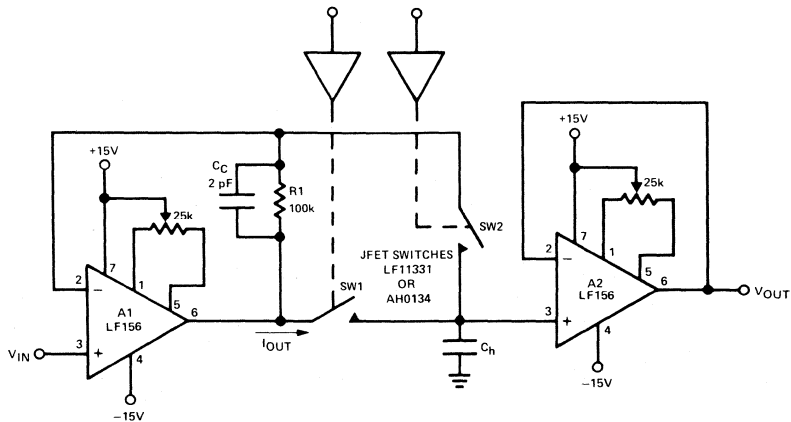 +15V
C_C
2 pF
R1
100k
25k
7
2
−
1
5
A1
LF156
6
3
+
4
V_IN
−15V
I_OUT
SW1
JFET SWITCHES
LF11331
OR
AH0134
SW2
C_h
+15V
25k
7
2
−
1
5
A2
LF156
6
3
+
4
−15V
V_OUT